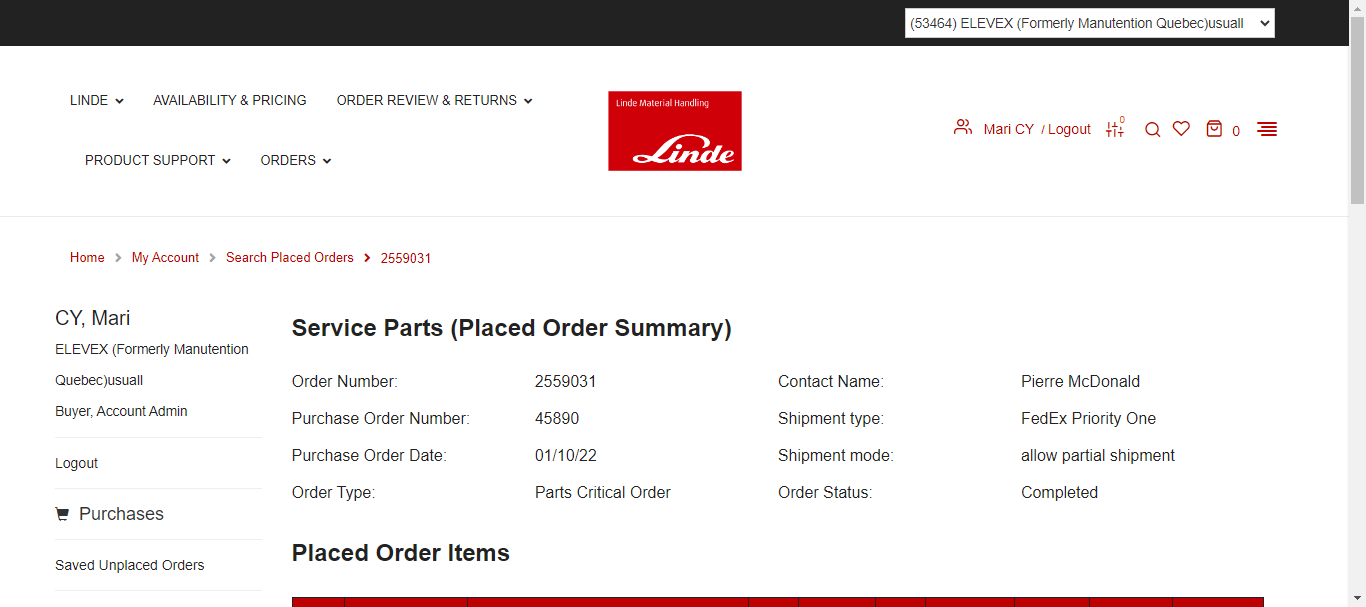 (53464) ELEVEX (Formerly Manutention Quebec)usuall
LINDE
AVAILABILITY & PRICING
ORDER REVIEW & RETURNS
PRODUCT SUPPORT
ORDERS
Linde Material Handling
Linde
Mari CY / Logout
0
0
Home
My Account
Search Placed Orders
2559031
CY, Mari
ELEVEX (Formerly Manutention
Quebec)usuall
Buyer, Account Admin
Logout
Purchases
Saved Unplaced Orders
Service Parts (Placed Order Summary)
Order Number: 2559031 Contact Name: Pierre McDonald
Purchase Order Number: 45890 Shipment type: FedEx Priority One
Purchase Order Date: 01/10/22 Shipment mode: allow partial shipment
Order Type: Parts Critical Order Order Status: Completed
Placed Order Items